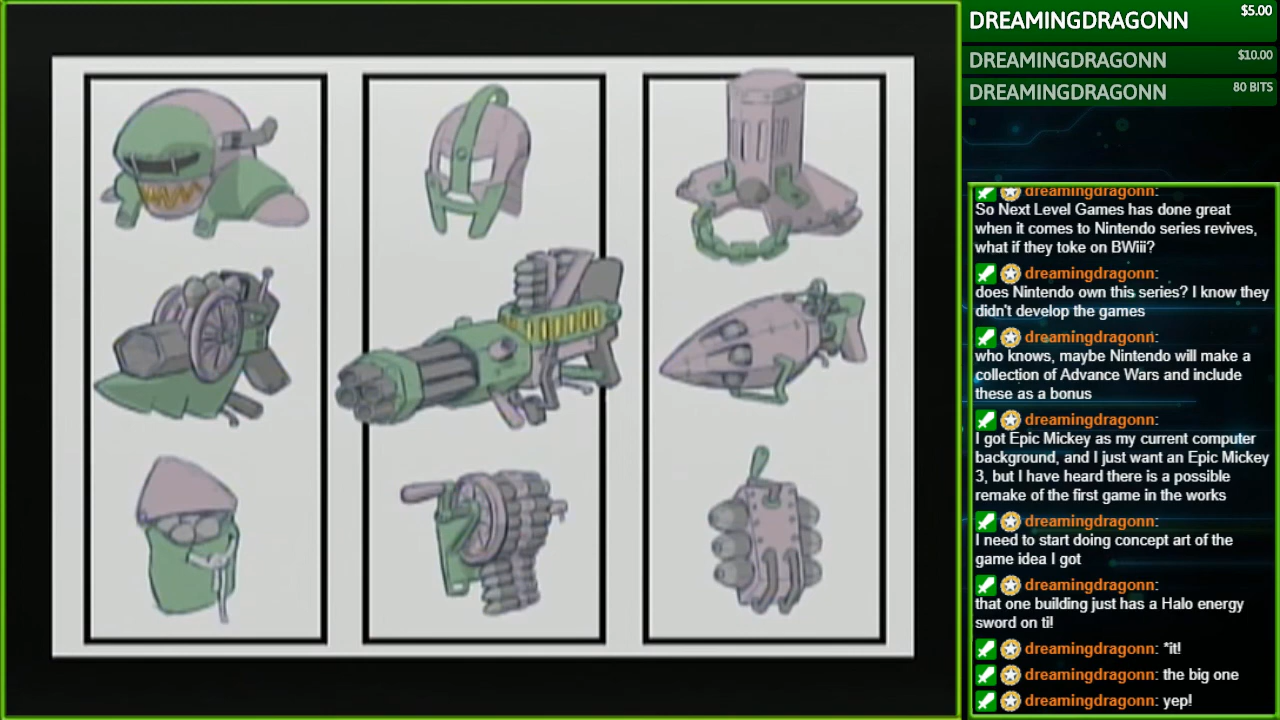 DREAMINGDRAGONN $5.00
DREAMINGDRAGONN $10.00
DREAMINGDRAGONN 80 BITS
dreamingdragonn:
So Next Level Games has done great
when it comes to Nintendo series revives,
what if they toke on BWiii?
dreamingdragonn:
does Nintendo own this series? I know they
didn't develop the games
dreamingdragonn:
who knows, maybe Nintendo will make a
collection of Advance Wars and include
these as a bonus
dreamingdragonn:
I got Epic Mickey as my current computer
background, and I just want an Epic Mickey
3, but I have heard there is a possible
remake of the first game in the works
dreamingdragonn:
I need to start doing concept art of the
game idea I got
dreamingdragonn:
that one building just has a Halo energy
sword on ti!
dreamingdragonn: *it!
dreamingdragonn: the big one
dreamingdragonn: yep!